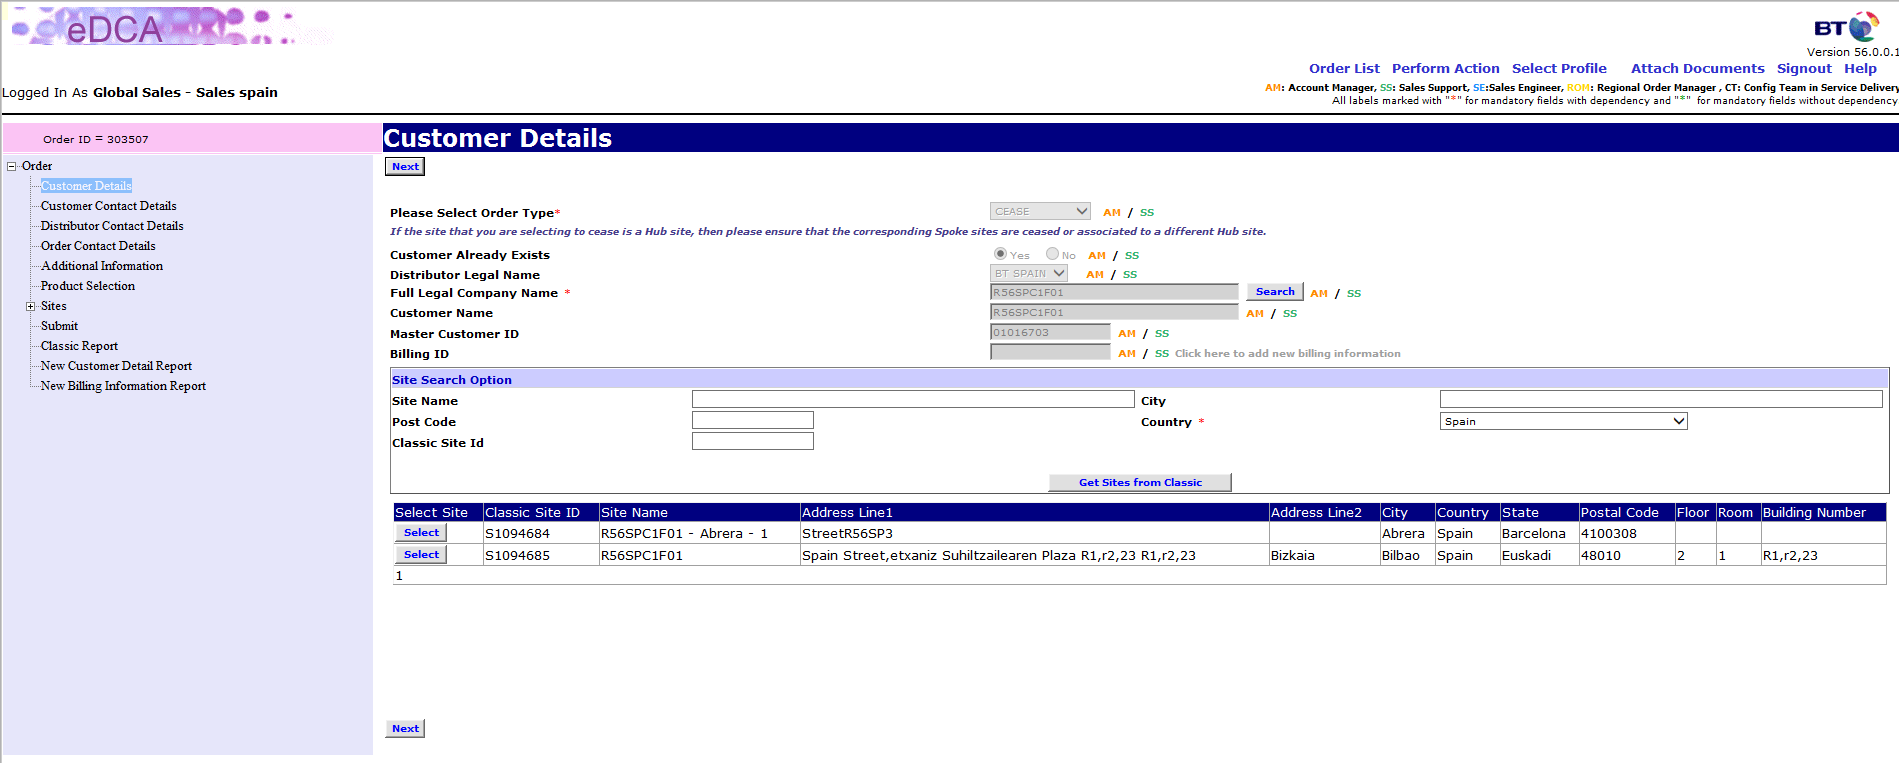 eDCA
BT
Version 56.0.0.1
Order List Perform Action Select Profile Attach Documents Signout Help
Logged In As Global Sales - Sales spain
AM: Account Manager, SS: Sales Support, SE:Sales Engineer, ROM: Regional Order Manager , CT: Config Team in Service Delivery
All labels marked with "*" for mandatory fields with dependency and "*" for mandatory fields without dependency
Order ID = 303507
Customer Details
Order
Customer Details
Customer Contact Details
Distributor Contact Details
Order Contact Details
Additional Information
Product Selection
Sites
Submit
Classic Report
New Customer Detail Report
New Billing Information Report
Next
Please Select Order Type* CEASE AM / SS
If the site that you are selecting to cease is a Hub site, then please ensure that the corresponding Spoke sites are ceased or associated to a different Hub site.
Customer Already Exists Yes No AM / SS
Distributor Legal Name BT SPAIN AM / SS
Full Legal Company Name * R56SPC1F01 Search AM / SS
Customer Name R56SPC1F01 AM / SS
Master Customer ID 01016703 AM / SS
Billing ID AM / SS Click here to add new billing information
Site Search Option
Site Name City
Post Code Country * Spain
Classic Site Id
Get Sites from Classic
Select Site Classic Site ID Site Name Address Line1 Address Line2 City Country State Postal Code Floor Room Building Number
Select S1094684 R56SPC1F01 - Abrera - 1 StreetR56SP3 Abrera Spain Barcelona 4100308
Select S1094685 R56SPC1F01 Spain Street,etxaniz Suhiltzailearen Plaza R1,r2,23 R1,r2,23 Bizkaia Bilbao Spain Euskadi 48010 2 1 R1,r2,23
1
Next